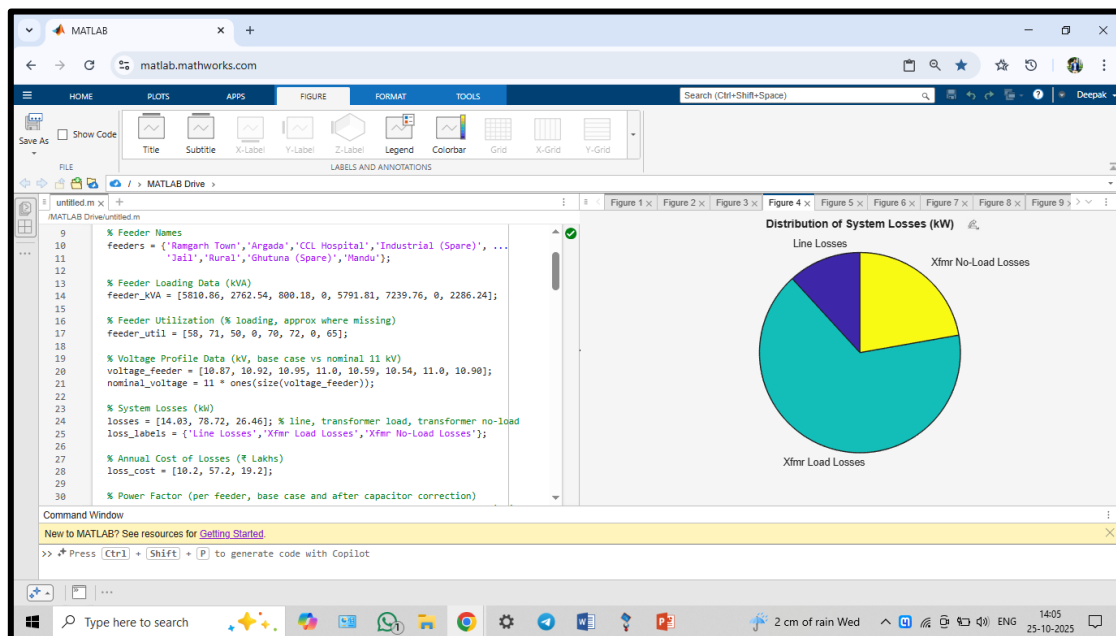 MATLAB
matlab.mathworks.com
HOME PLOTS APPS FIGURE FORMAT TOOLS
Search (Ctrl+Shift+Space)
Deepak
Save As
Show Code
Title Subtitle X-Label Y-Label Z-Label Legend Colorbar Grid X-Grid Y-Grid
FILE LABELS AND ANNOTATIONS
/ › MATLAB Drive ›
untitled.m
/MATLAB Drive/untitled.m
9 % Feeder Names
10 feeders = {'Ramgarh Town','Argada','CCL Hospital','Industrial (Spare)', ...
11 'Jail','Rural','Ghutuna (Spare)','Mandu'};
12
13 % Feeder Loading Data (kVA)
14 feeder_kVA = [5810.86, 2762.54, 800.18, 0, 5791.81, 7239.76, 0, 2286.24];
15
16 % Feeder Utilization (% loading, approx where missing)
17 feeder_util = [58, 71, 50, 0, 70, 72, 0, 65];
18
19 % Voltage Profile Data (kV, base case vs nominal 11 kV)
20 voltage_feeder = [10.87, 10.92, 10.95, 11.0, 10.59, 10.54, 11.0, 10.90];
21 nominal_voltage = 11 * ones(size(voltage_feeder));
22
23 % System Losses (kW)
24 losses = [14.03, 78.72, 26.46]; % line, transformer load, transformer no-load
25 loss_labels = {'Line Losses','Xfmr Load Losses','Xfmr No-Load Losses'};
26
27 % Annual Cost of Losses (₹ Lakhs)
28 loss_cost = [10.2, 57.2, 19.2];
29
30 % Power Factor (per feeder, base case and after capacitor correction)
Figure 1 Figure 2 Figure 3 Figure 4 Figure 5 Figure 6 Figure 7 Figure 8 Figure 9
Distribution of System Losses (kW)
Line Losses
Xfmr No-Load Losses
Xfmr Load Losses
Command Window
New to MATLAB? See resources for Getting Started.
>> Press Ctrl + Shift + P to generate code with Copilot
Type here to search
2 cm of rain Wed
ENG
14:05
25-10-2025